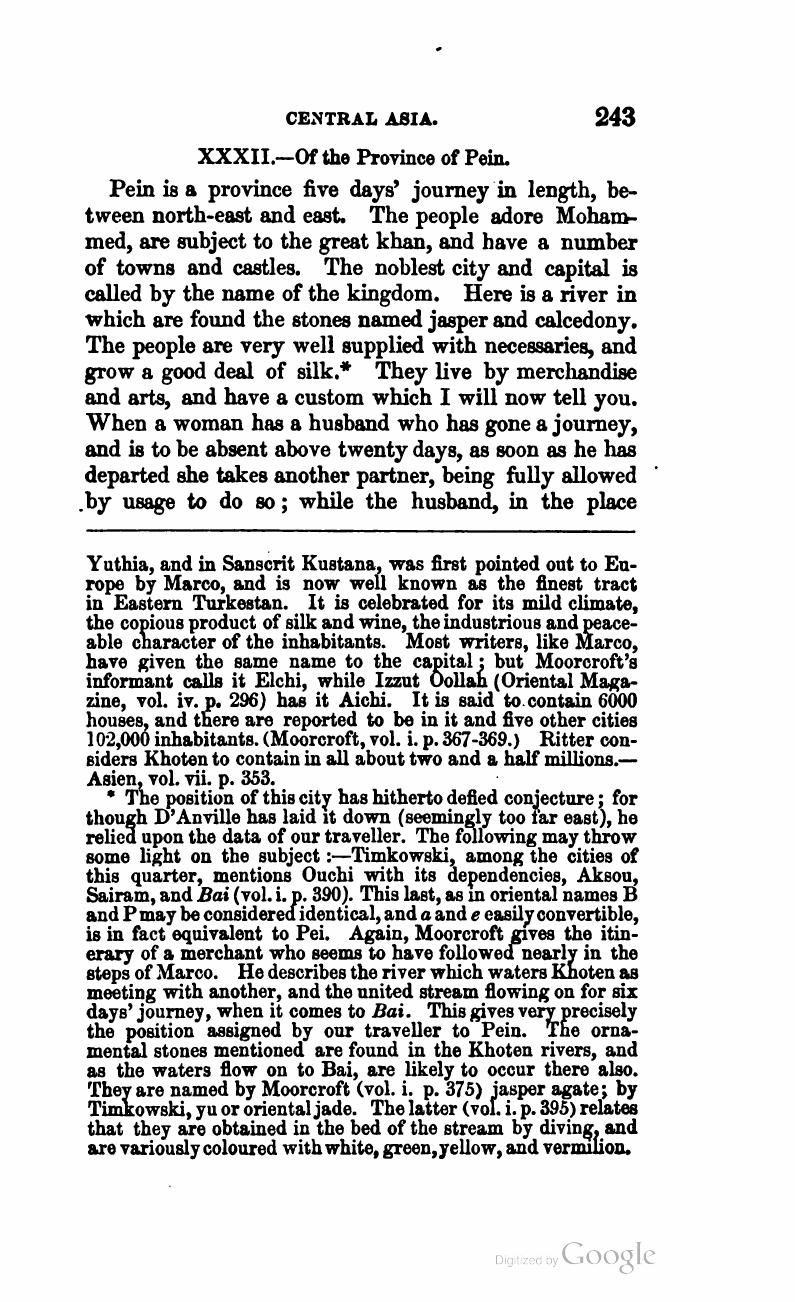 CENTRAL ASIA. 243
XXXII.—Of the Province of Pein.
Pein is a province five days’ journey in length, be-
tween north-east and east. The people adore Moham-
med, are subject to the great khan, and have a number
of towns and castles. The noblest city and capital is
called by the name of the kingdom. Here is a river in
which are found the stones named jasper and calcedony.
The people are very well supplied with necessaries, and
grow a good deal of silk.* They live by merchandise
and arts, and have a custom which I will now tell you.
When a woman has a husband who has gone a journey,
and is to be absent above twenty days, as soon as he has
departed she takes another partner, being fully allowed
by usage to do so; while the husband, in the place
Yuthia, and in Sanscrit Kustana, was first pointed out to Eu-
rope by Marco, and is now well known as the finest tract
in Eastern Turkestan. It is celebrated for its mild climate,
the copious product of silk and wine, the industrious and peace-
able character of the inhabitants. Most writers, like Marco,
have given the same name to the capital; but Moorcroft’s
informant calls it Elchi, while Izzut Oollah (Oriental Maga-
zine, vol. iv. p. 296) has it Aichi. It is said to contain 6000
houses, and there are reported to be in it and five other cities
102,000 inhabitants. (Moorcroft, vol. i. p. 367-369.) Ritter con-
siders Khoten to contain in all about two and a half millions.—
Asien, vol. vii. p. 353.
* The position of this city has hitherto defied conjecture; for
though D’Anville has laid it down (seemingly too far east), he
relied upon the data of our traveller. The following may throw
some light on the subject:—Timkowski, among the cities of
this quarter, mentions Ouchi with its dependencies, Aksou,
Sairam, and Bai (vol. i. p. 390). This last, as in oriental names B
and P may be considered identical, and a and e easily convertible,
is in fact equivalent to Pei. Again, Moorcroft gives the itin-
erary of a merchant who seems to have followed nearly in the
steps of Marco. He describes the river which waters Khoten as
meeting with another, and the united stream flowing on for six
days’ journey, when it comes to Bai. This gives very precisely
the position assigned by our traveller to Pein. The orna-
mental stones mentioned are found in the Khoten rivers, and
as the waters flow on to Bai, are likely to occur there also.
They are named by Moorcroft (vol. i. p. 375) jasper agate; by
Timkowski, yu or oriental jade. The latter (vol. i. p. 395) relates
that they are obtained in the bed of the stream by diving, and
are variously coloured with white, green, yellow, and vermilion.
Digitized by Google